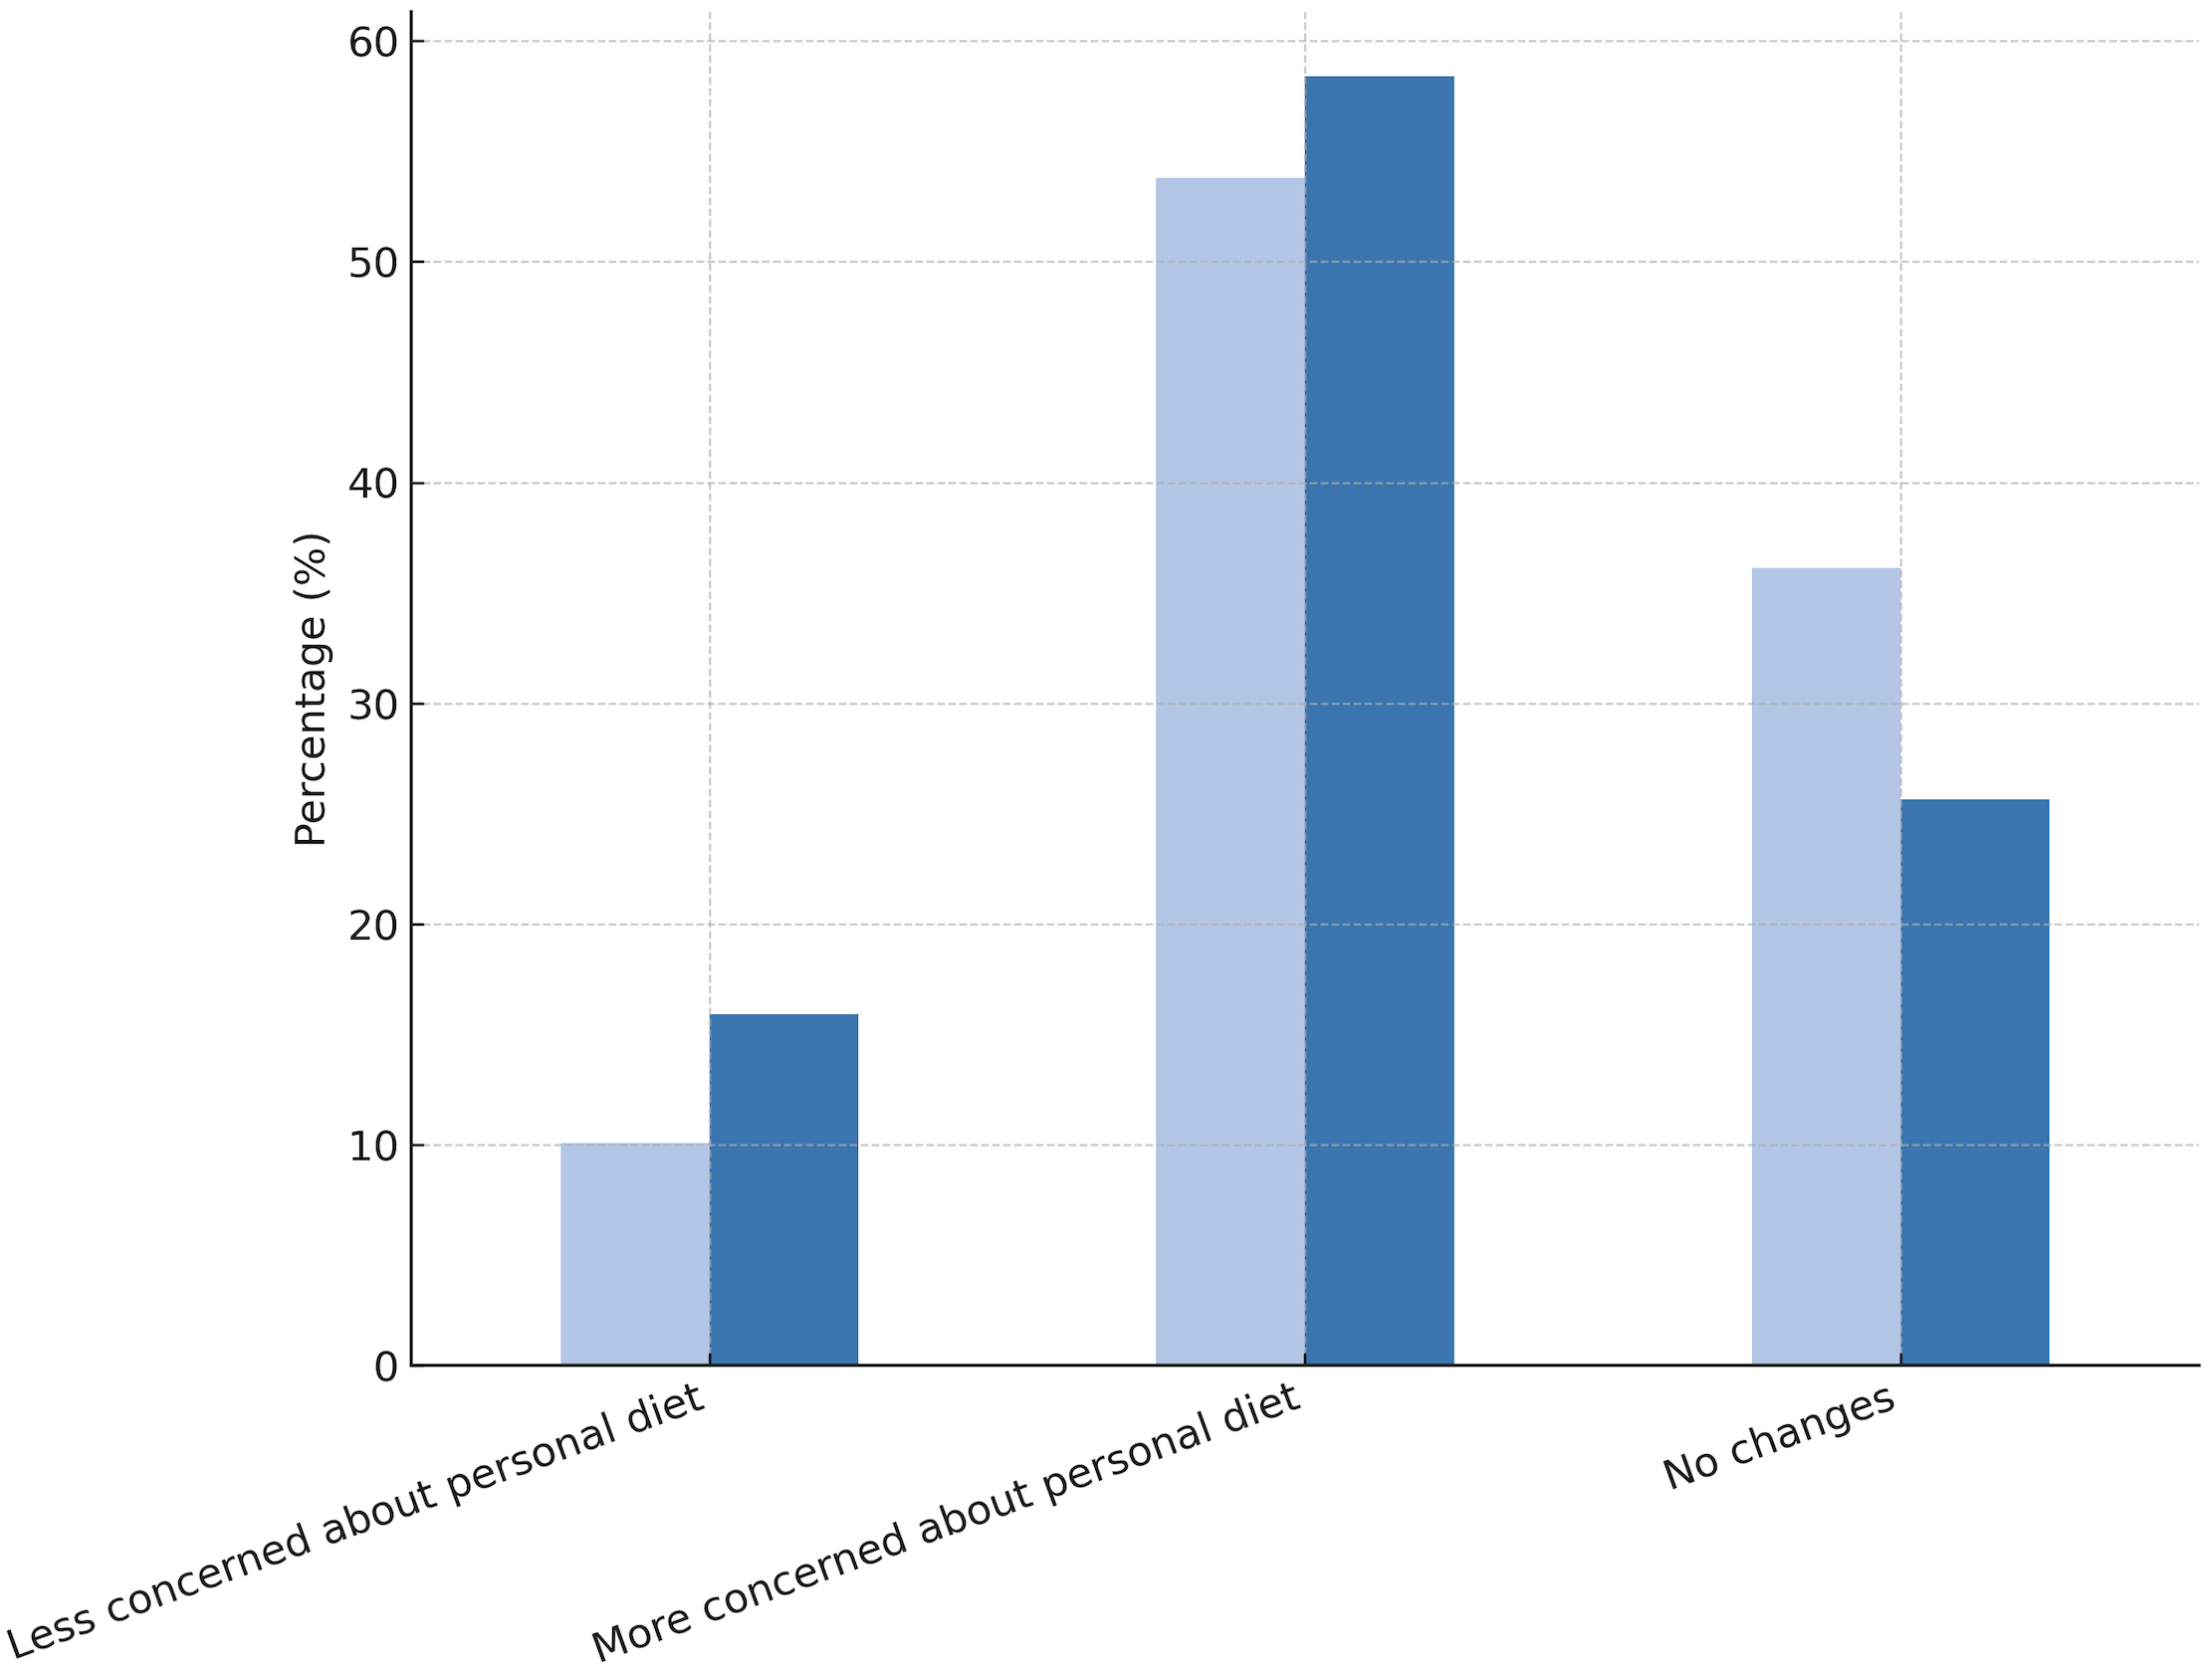 Percentage (%)
60
50
40
30
20
10
0
Less concerned about personal diet
More concerned about personal diet
No changes